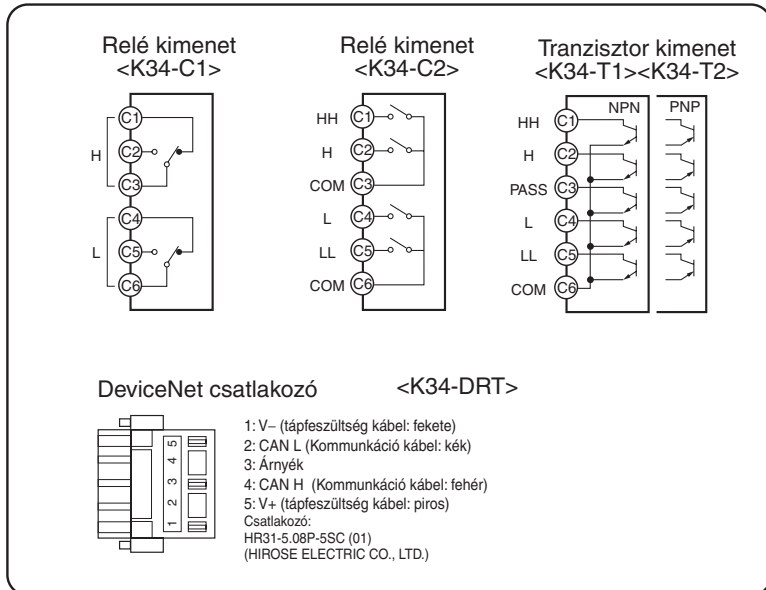 Relé kimenet
<K34-C1>
H
L
C1
C2
C3
C4
C5
C6
Relé kimenet
<K34-C2>
HH
H
COM
L
LL
COM
C1
C2
C3
C4
C5
C6
Tranzisztor kimenet
<K34-T1><K34-T2>
NPN
PNP
HH
H
PASS
L
LL
COM
C1
C2
C3
C4
C5
C6
DeviceNet csatlakozó
<K34-DRT>
1 2 3 4 5
1: V– (tápfeszültség kábel: fekete)
2: CAN L (Kommunkáció kábel: kék)
3: Árnyék
4: CAN H (Kommunkáció kábel: fehér)
5: V+ (tápfeszültség kábel: piros)
Csatlakozó:
HR31-5.08P-5SC (01)
(HIROSE ELECTRIC CO., LTD.)